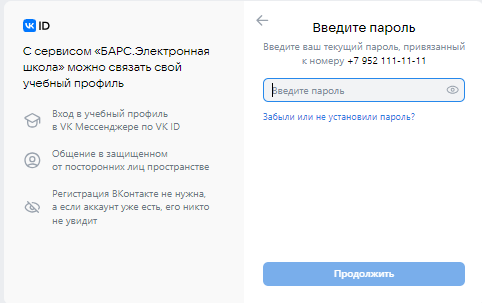 VK ID
С сервисом «БАРС.Электронная
школа» можно связать свой
учебный профиль
Вход в учебный профиль
в VK Мессенджере по VK ID
Общение в защищенном
от посторонних лиц пространстве
Регистрация ВКонтакте не нужна,
а если аккаунт уже есть, его никто
не увидит
Введите пароль
Введите ваш текущий пароль, привязанный
к номеру +7 952 111-11-11
Введите пароль
Забыли или не установили пароль?
Продолжить